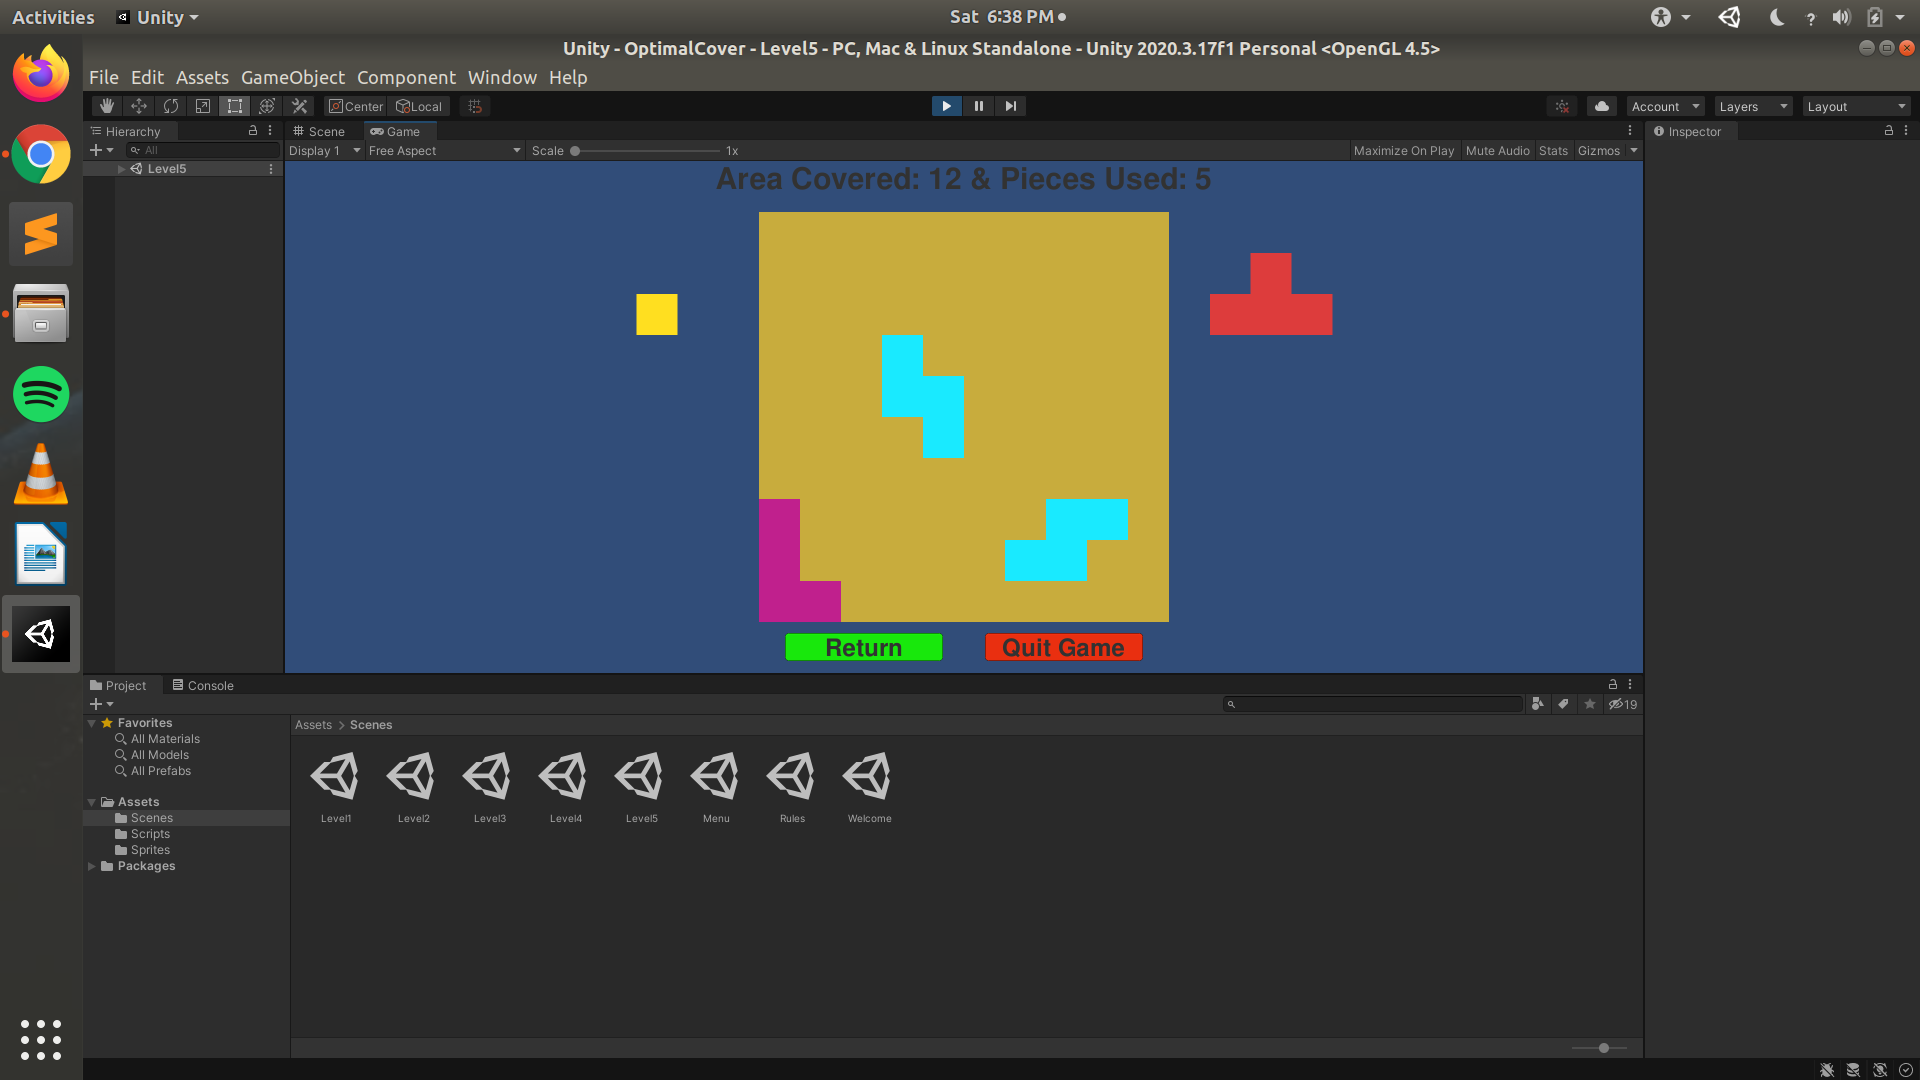 Activities Unity Sat 6:38 PM
Unity - OptimalCover - Level5 - PC, Mac & Linux Standalone - Unity 2020.3.17f1 Personal <OpenGL 4.5>
File Edit Assets GameObject Component Window Help
Center Local Account Layers Layout
Hierarchy Scene Game Inspector
All Display 1 Free Aspect Scale 1x Maximize On Play Mute Audio Stats Gizmos
Level5
Area Covered: 12 & Pieces Used: 5
Return Quit Game
Project Console
19
Favorites Assets > Scenes
All Materials
All Models
All Prefabs
Assets
Scenes
Scripts
Sprites
Packages
Level1 Level2 Level3 Level4 Level5 Menu Rules Welcome